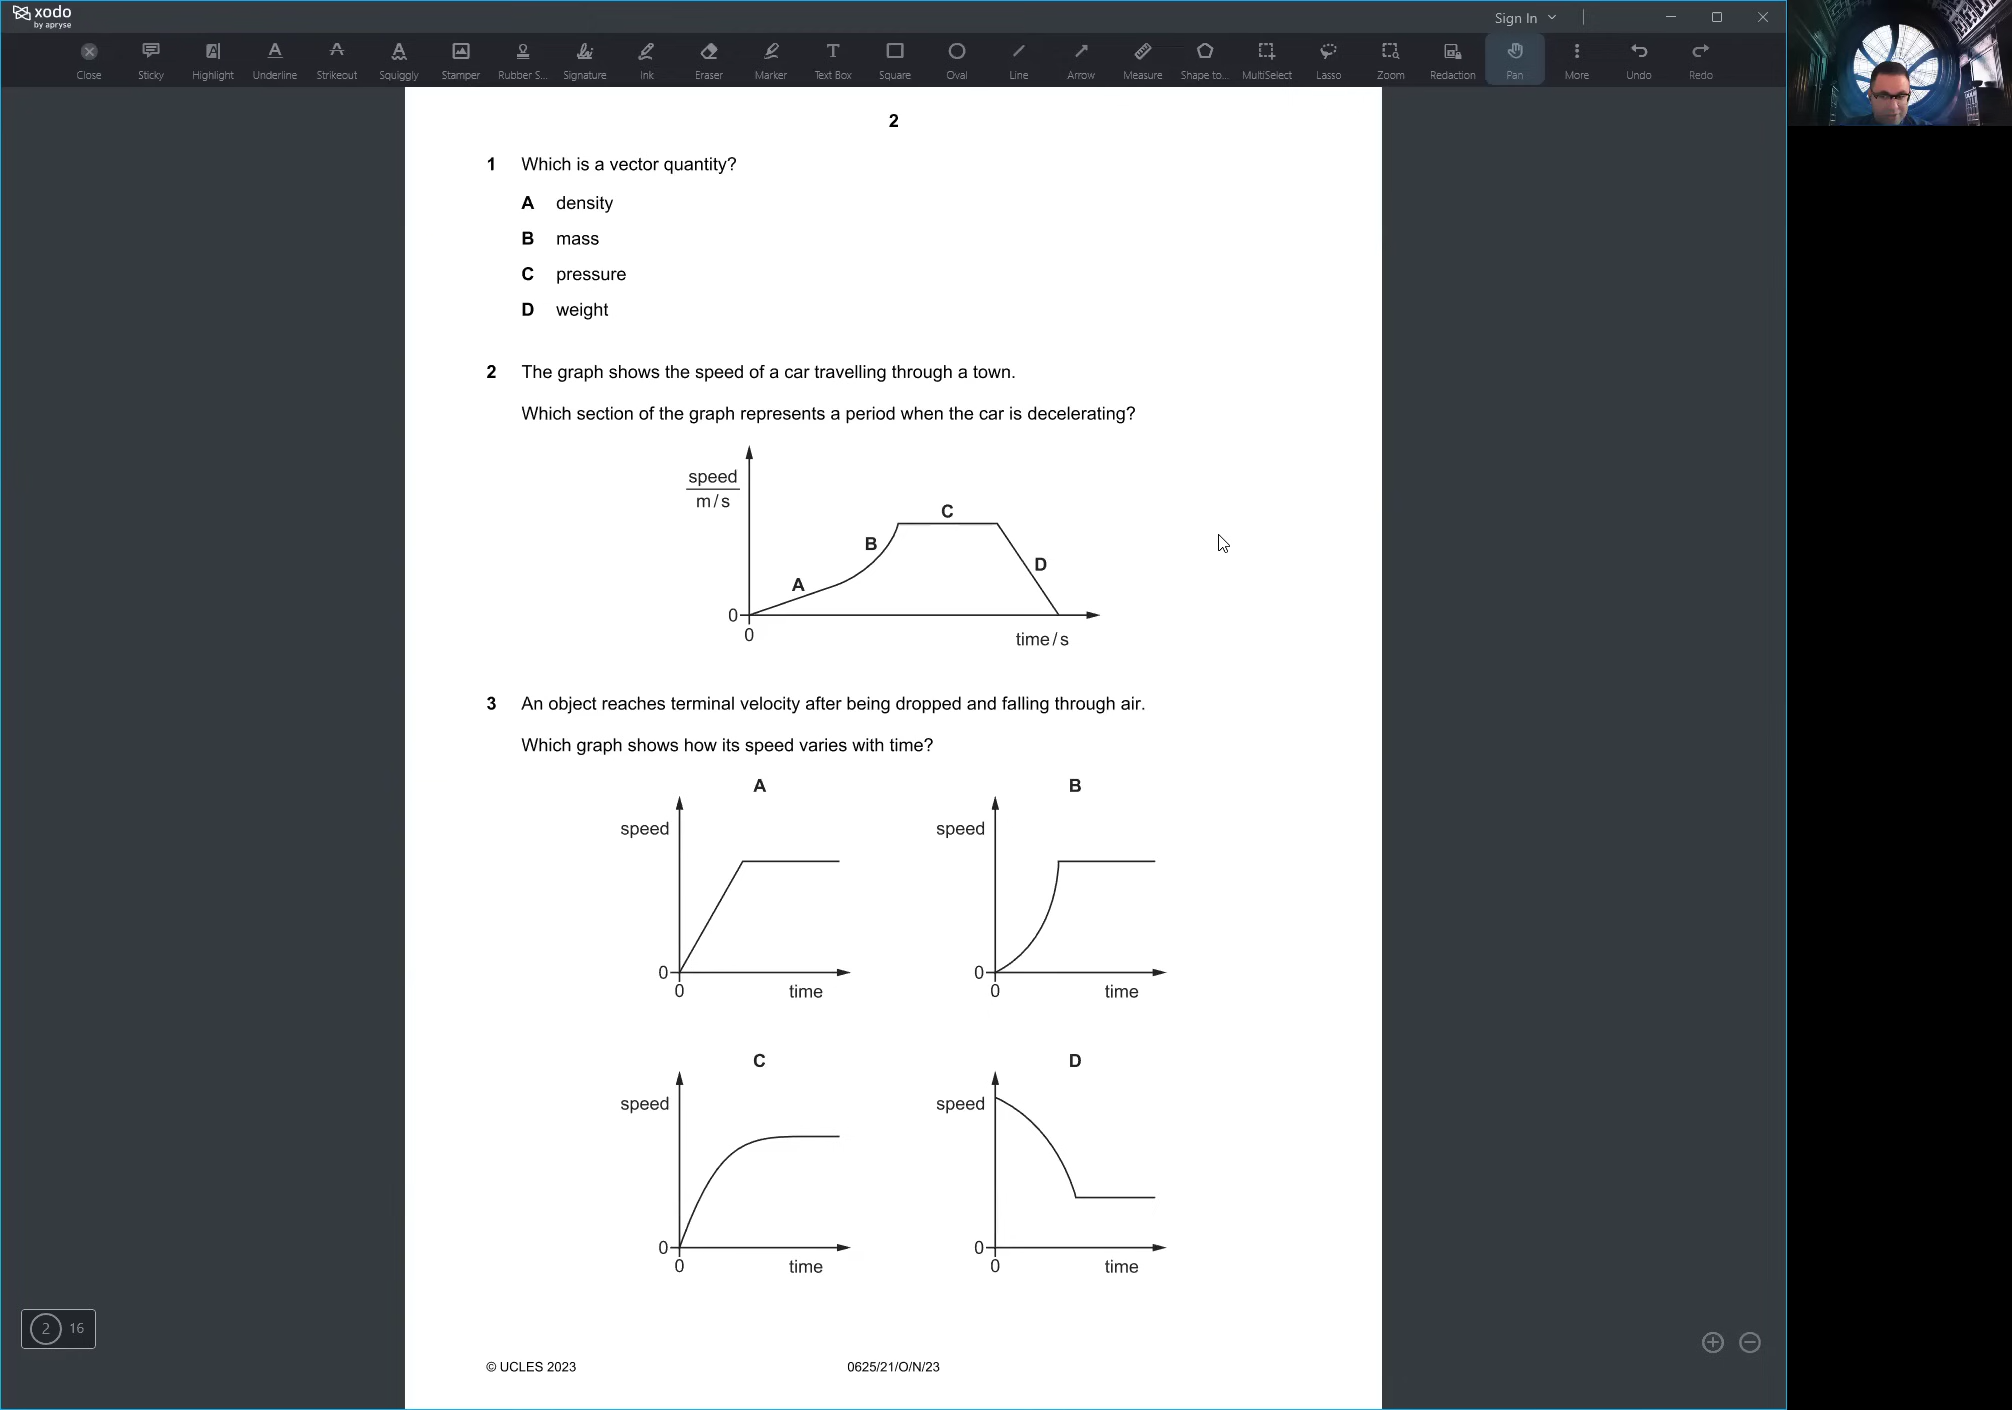 xodo
by apryse
Sign In
Close Sticky Highlight Underline Strikeout Squiggly Stamper Rubber S... Signature Ink Eraser Marker Text Box Square Oval Line Arrow Measure Shape to... MultiSelect Lasso Zoom Redaction Pan More Undo Redo
2
1 Which is a vector quantity?
A density
B mass
C pressure
D weight
2 The graph shows the speed of a car travelling through a town.
Which section of the graph represents a period when the car is decelerating?
speed
m/s
C
B
D
A
0
0
time/s
3 An object reaches terminal velocity after being dropped and falling through air.
Which graph shows how its speed varies with time?
A B
speed speed
0 0
0 time 0 time
C D
speed speed
0 0
0 time 0 time
2 16
© UCLES 2023 0625/21/O/N/23